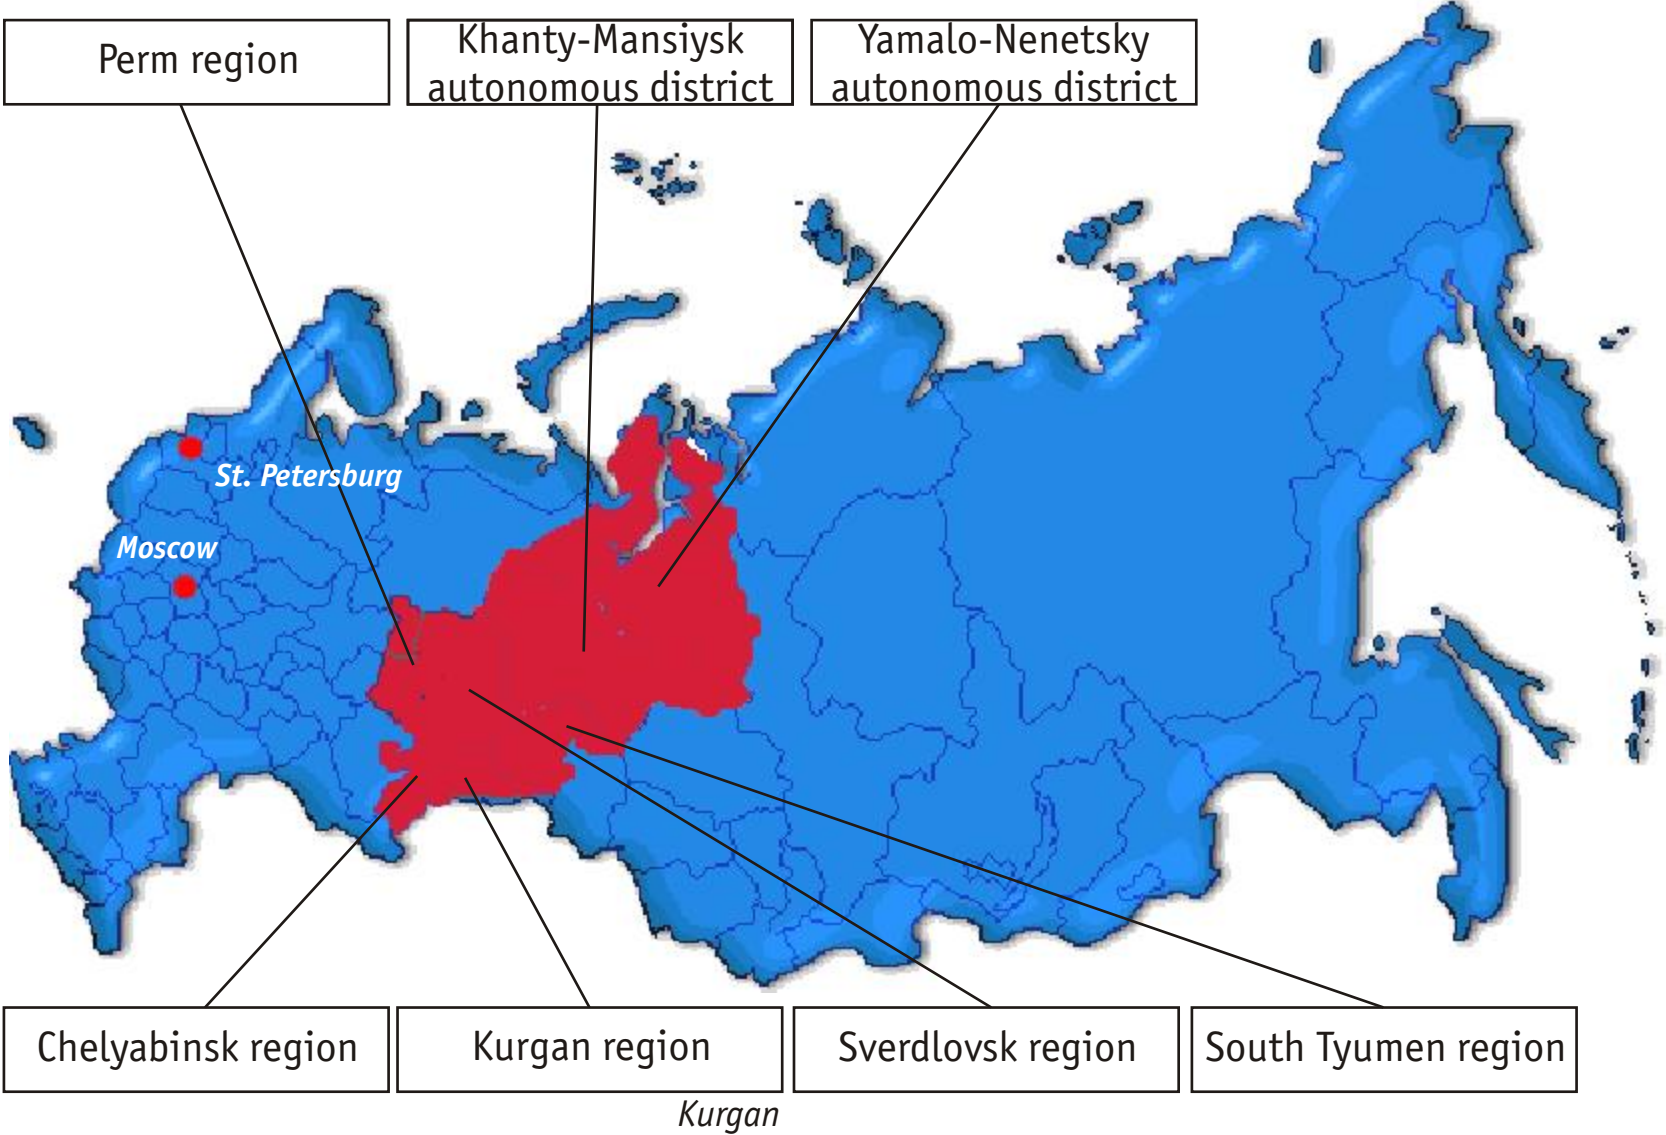 Perm region
Khanty-Mansiysk
autonomous district
Yamalo-Nenetsky
autonomous district
St. Petersburg
Moscow
Chelyabinsk region
Kurgan region
Sverdlovsk region
South Tyumen region
Kurgan